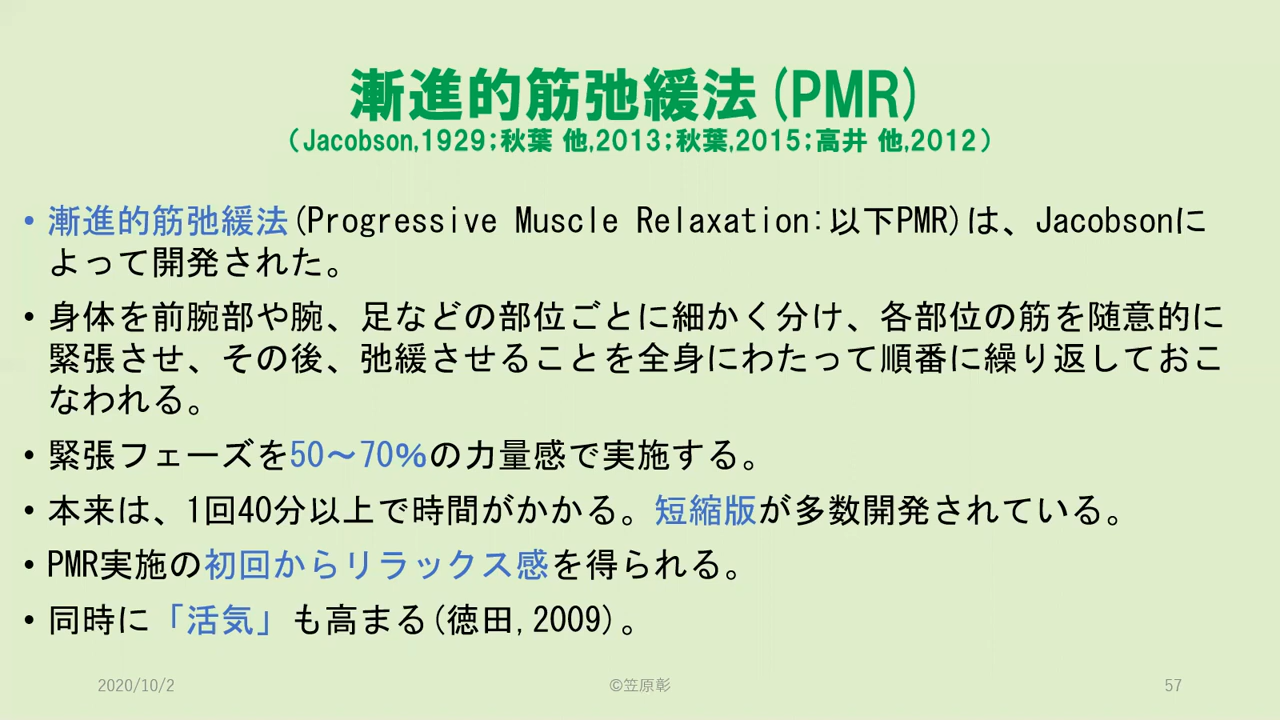 漸進的筋弛緩法(PMR)
（Jacobson,1929;秋葉 他,2013;秋葉,2015;高井 他,2012）
• 漸進的筋弛緩法(Progressive Muscle Relaxation:以下PMR)は、Jacobsonに
よって開発された。
• 身体を前腕部や腕、足などの部位ごとに細かく分け、各部位の筋を随意的に
緊張させ、その後、弛緩させることを全身にわたって順番に繰り返しておこ
なわれる。
• 緊張フェーズを50～70%の力量感で実施する。
• 本来は、1回40分以上で時間がかかる。短縮版が多数開発されている。
• PMR実施の初回からリラックス感を得られる。
• 同時に「活気」も高まる(徳田,2009)。
2020/10/2
©笠原彰
57